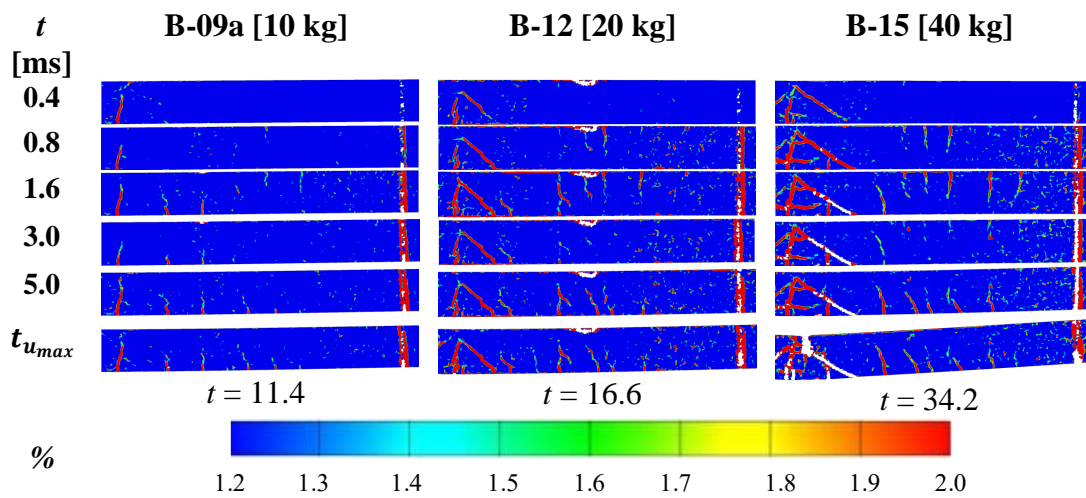 t B-09a [10 kg] B-12 [20 kg] B-15 [40 kg]
[ms]
0.4
0.8
1.6
3.0
5.0
t_{u_{max}}
t = 11.4 t = 16.6 t = 34.2
%
1.2 1.3 1.4 1.5 1.6 1.7 1.8 1.9 2.0